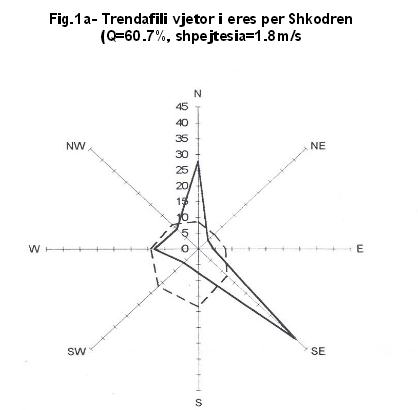 Fig.1a- Trendafili vjetor i eres per Shkodren
(Q=60.7%, shpejtesia=1.8m/s
N
45
40
35
NW
NE
30
25
20
15
10
5
W
0
E
SW
SE
S